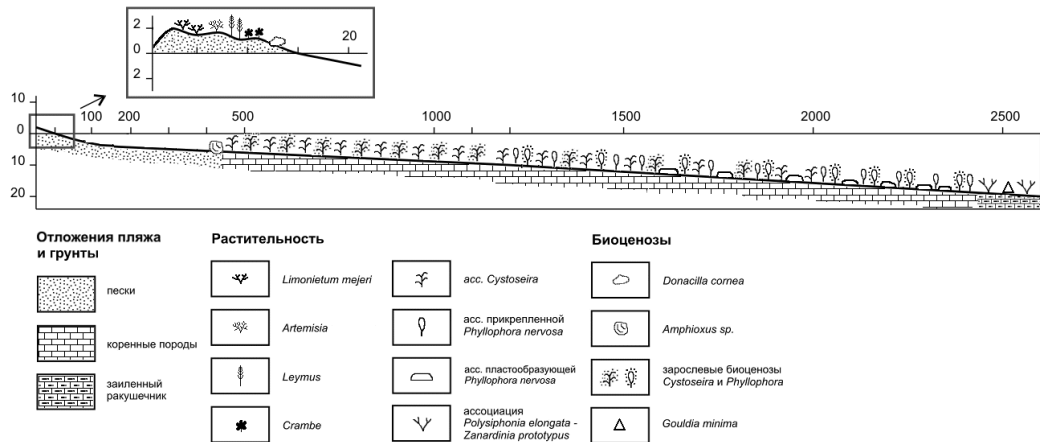 2
0
2
20
10
0
10
20
100
200
500
1000
1500
2000
2500
Отложения пляжа
и грунты
пески
коренные породы
заиленный
ракушечник
Растительность
Limonietum mejeri
Artemisia
Leymus
Crambe
асс. Cystoseira
асс. прикрепленной
Phyllophora nervosa
асс. пластообразующей
Phyllophora nervosa
ассоциация
Polysiphonia elongata -
Zanardinia prototypus
Биоценозы
Donacilla cornea
Amphioxus sp.
зарослевые биоценозы
Cystoseira и Phyllophora
Gouldia minima